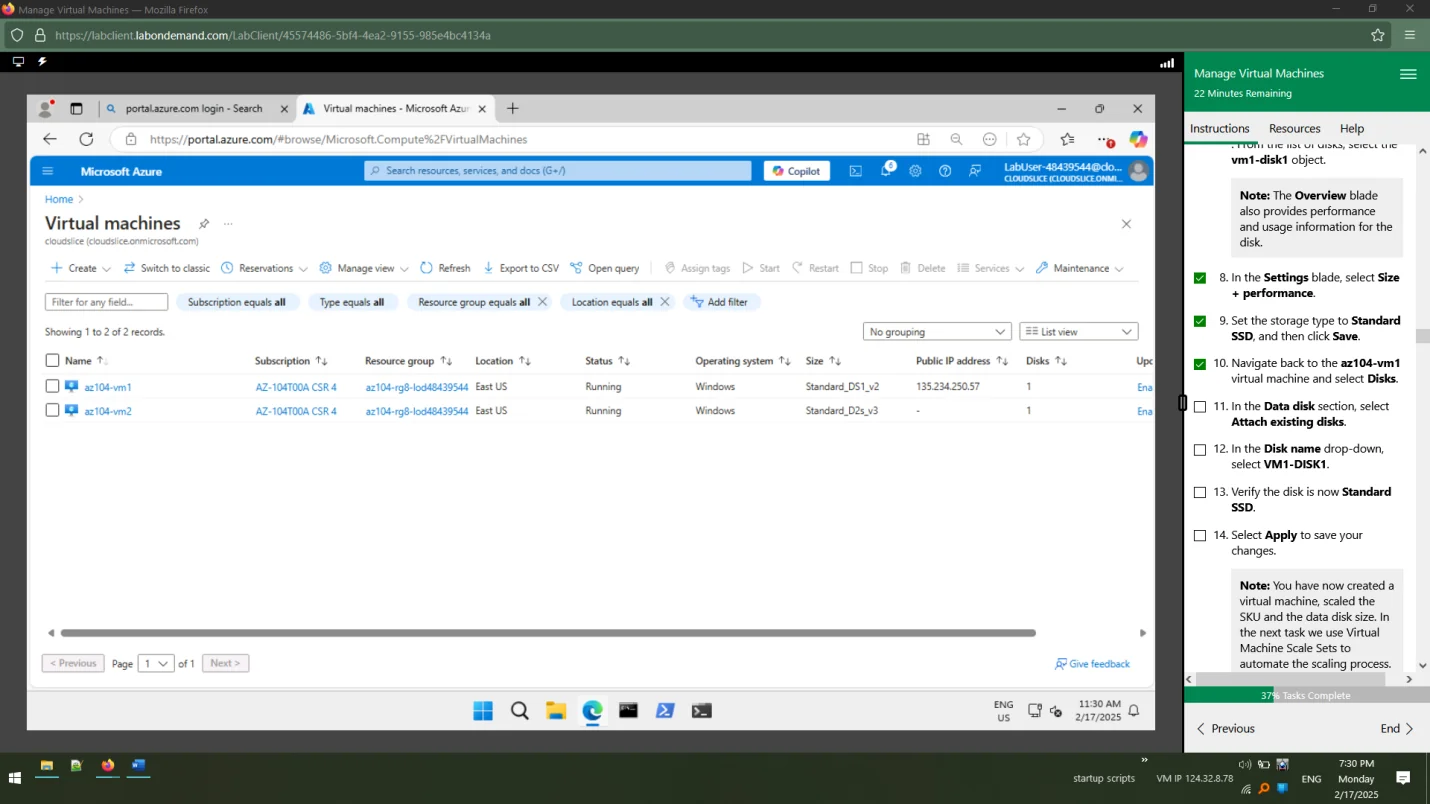 Manage Virtual Machines — Mozilla Firefox
https://labclient.labondemand.com/LabClient/45574486-5bf4-4ea2-9155-985e4bc4134a
portal.azure.com login - Search
Virtual machines - Microsoft Azur
https://portal.azure.com/#browse/Microsoft.Compute%2FVirtualMachines
Microsoft Azure
Search resources, services, and docs (G+/)
Copilot
6
LabUser-48439544@clo...
CLOUDSLICE (CLOUDSLICE.ONMI...
Home >
Virtual machines
cloudslice (cloudslice.onmicrosoft.com)
Create
Switch to classic
Reservations
Manage view
Refresh
Export to CSV
Open query
Assign tags
Start
Restart
Stop
Delete
Services
Maintenance
Filter for any field...
Subscription equals all
Type equals all
Resource group equals all
Location equals all
Add filter
Showing 1 to 2 of 2 records.
No grouping
List view
Name Subscription Resource group Location Status Operating system Size Public IP address Disks Upc
az104-vm1 AZ-104T00A CSR 4 az104-rg8-lod48439544 East US Running Windows Standard_DS1_v2 135.234.250.57 1 Ena
az104-vm2 AZ-104T00A CSR 4 az104-rg8-lod48439544 East US Running Windows Standard_D2s_v3 - 1 Ena
< Previous Page 1 of 1 Next >
Give feedback
ENG
US
11:30 AM
2/17/2025
Manage Virtual Machines
22 Minutes Remaining
Instructions Resources Help
. From the list of disks, select the
vm1-disk1 object.
Note: The Overview blade
also provides performance
and usage information for the
disk.
8. In the Settings blade, select Size
+ performance.
9. Set the storage type to Standard
SSD, and then click Save.
10. Navigate back to the az104-vm1
virtual machine and select Disks.
11. In the Data disk section, select
Attach existing disks.
12. In the Disk name drop-down,
select VM1-DISK1.
13. Verify the disk is now Standard
SSD.
14. Select Apply to save your
changes.
Note: You have now created a
virtual machine, scaled the
SKU and the data disk size. In
the next task we use Virtual
Machine Scale Sets to
automate the scaling process.
37% Tasks Complete
Previous
End
startup scripts
VM IP 124.32.8.78
ENG
7:30 PM
Monday
2/17/2025